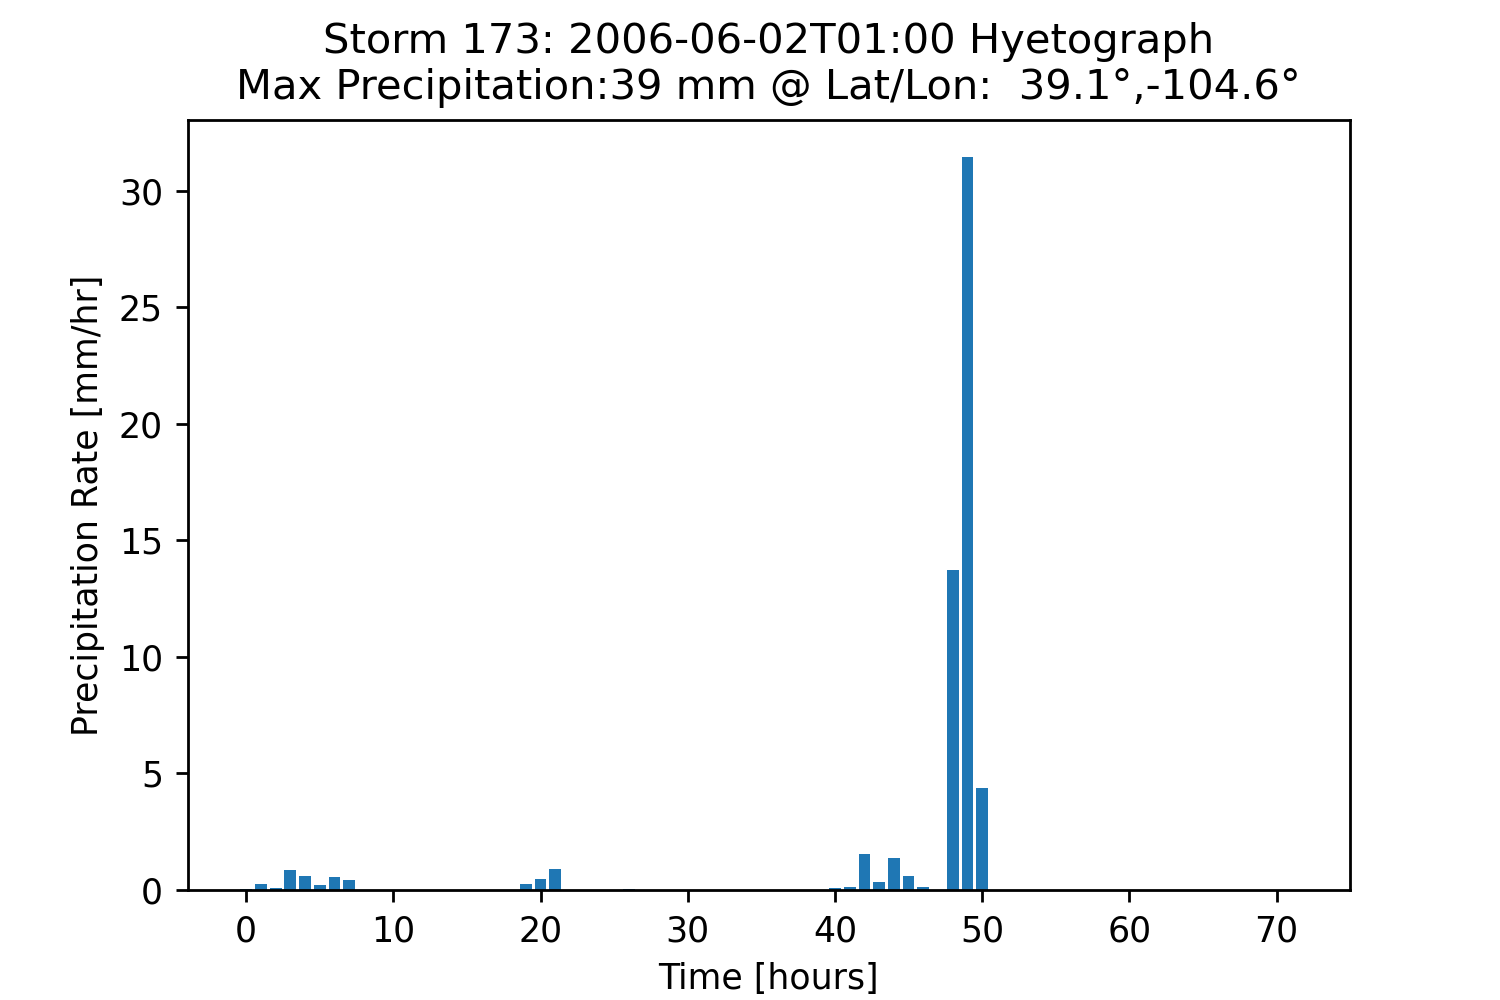 Storm 173: 2006-06-02T01:00 Hyetograph
Max Precipitation:39 mm @ Lat/Lon:  39.1°,-104.6°
Precipitation Rate [mm/hr]
30
25
20
15
10
5
0
0 10 20 30 40 50 60 70
Time [hours]